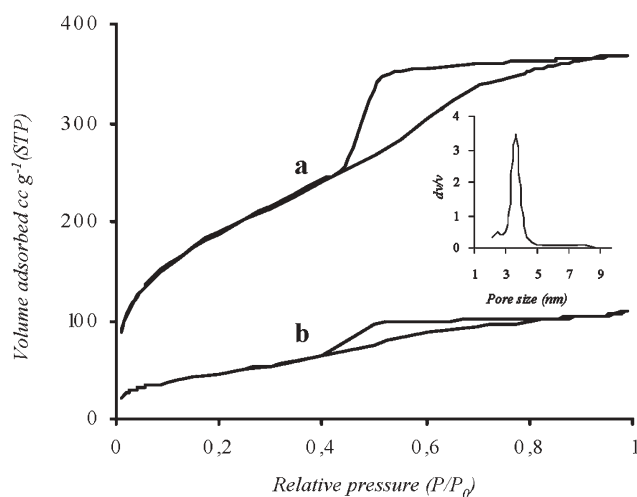 400
300
200
100
0
Volume adsorbed cc g-1 (STP)
a
b
4
3
2
1
0
dv/v
1 3 5 7 9
Pore size (nm)
0 0,2 0,4 0,6 0,8 1
Relative pressure (P/P0)